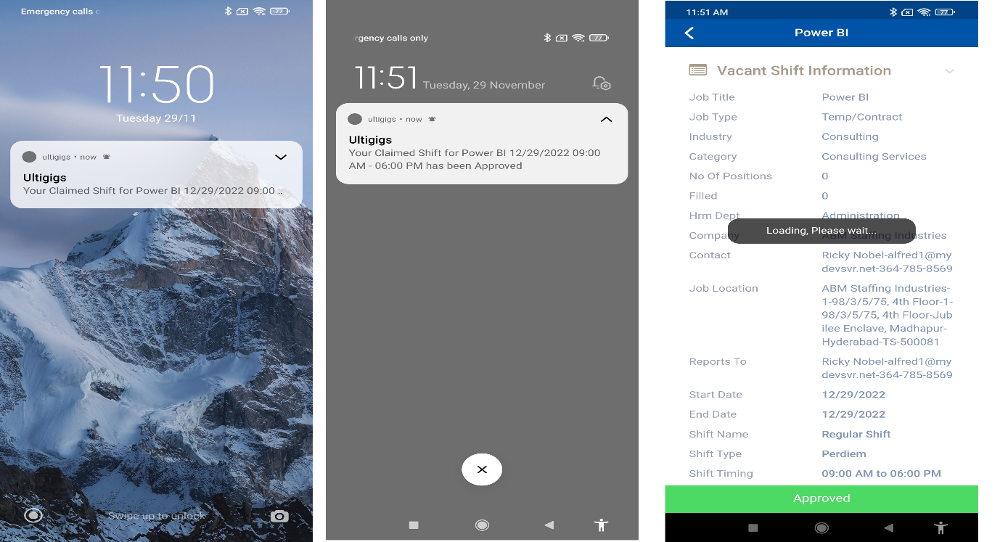 Emergency calls
77
11:50
Tuesday 29/11
ultigigs • now
Ultigigs
Your Claimed Shift for Power BI 12/29/2022 09:00 ..
Swipe up to unlock
rgency calls only
77
11:51 Tuesday, 29 November
ultigigs • now
Ultigigs
Your Claimed Shift for Power BI 12/29/2022 09:00
AM - 06:00 PM has been Approved
11:51 AM
77
Power BI
Vacant Shift Information
Job Title Power BI
Job Type Temp/Contract
Industry Consulting
Category Consulting Services
No Of Positions 0
Filled 0
Hrm Dept Administration
Loading, Please wait...
Company ABM Staffing Industries
Contact Ricky Nobel-alfred1@my
devsvr.net-364-785-8569
Job Location ABM Staffing Industries-
1-98/3/5/75, 4th Floor-1-
98/3/5/75, 4th Floor-Jub
ilee Enclave, Madhapur-
Hyderabad-TS-500081
Reports To Ricky Nobel-alfred1@my
devsvr.net-364-785-8569
Start Date 12/29/2022
End Date 12/29/2022
Shift Name Regular Shift
Shift Type Perdiem
Shift Timing 09:00 AM to 06:00 PM
Approved